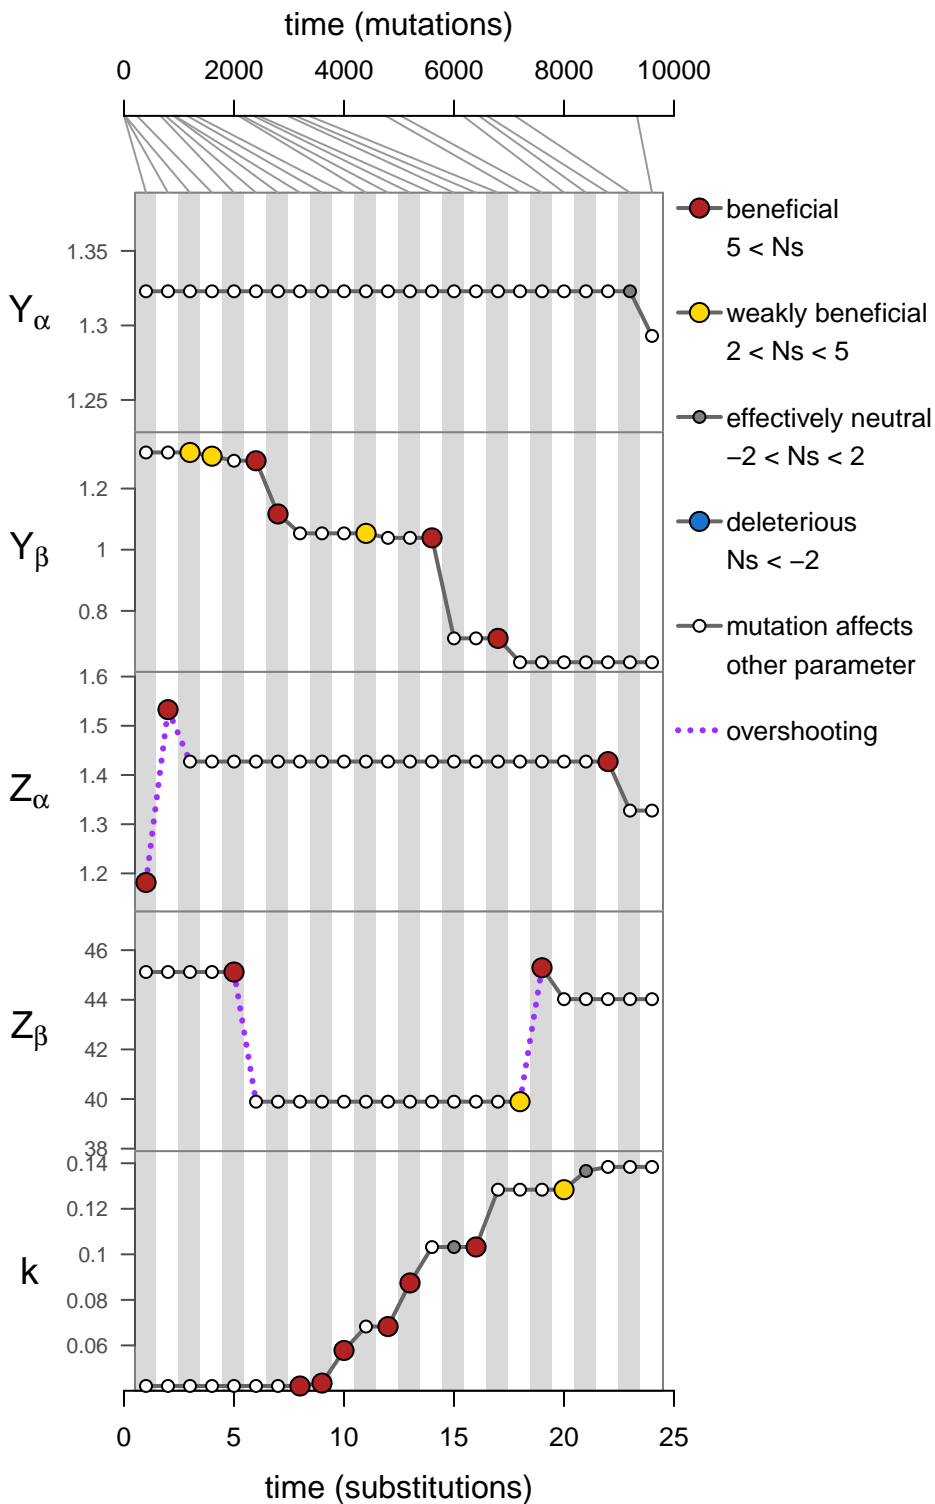 time (mutations)
0 2000 4000 6000 8000 10000
Yα
1.35
1.3
1.25
Yβ
1.2
1
0.8
Zα
1.6
1.5
1.4
1.3
1.2
Zβ
46
44
42
40
38
k
0.14
0.12
0.1
0.08
0.06
0 5 10 15 20 25
time (substitutions)
beneficial
5 < Ns
weakly beneficial
2 < Ns < 5
effectively neutral
−2 < Ns < 2
deleterious
Ns < −2
mutation affects
other parameter
overshooting